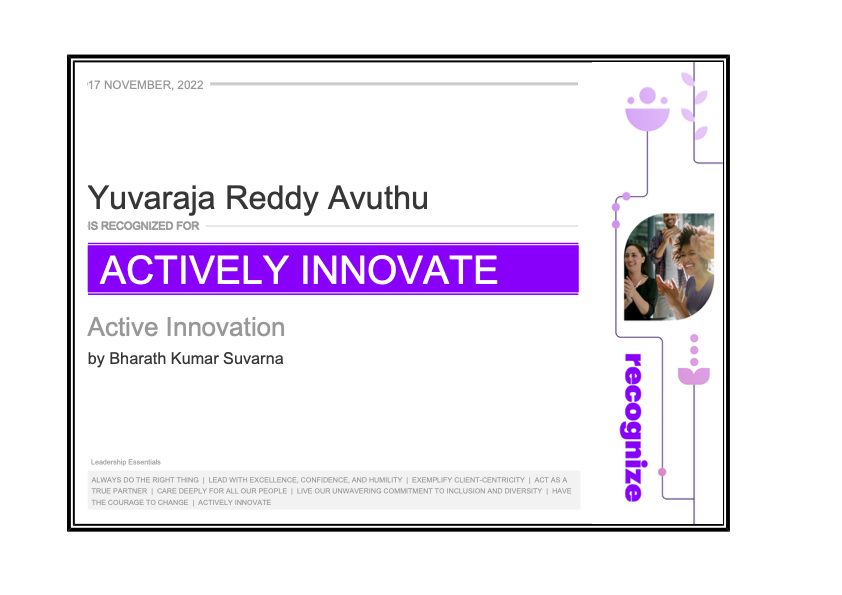 17 NOVEMBER, 2022
Yuvaraja Reddy Avuthu
IS RECOGNIZED FOR
ACTIVELY INNOVATE
Active Innovation
by Bharath Kumar Suvarna
recognize
Leadership Essentials
ALWAYS DO THE RIGHT THING | LEAD WITH EXCELLENCE, CONFIDENCE, AND HUMILITY | EXEMPLIFY CLIENT-CENTRICITY | ACT AS A
TRUE PARTNER | CARE DEEPLY FOR ALL OUR PEOPLE | LIVE OUR UNWAVERING COMMITMENT TO INCLUSION AND DIVERSITY | HAVE
THE COURAGE TO CHANGE | ACTIVELY INNOVATE